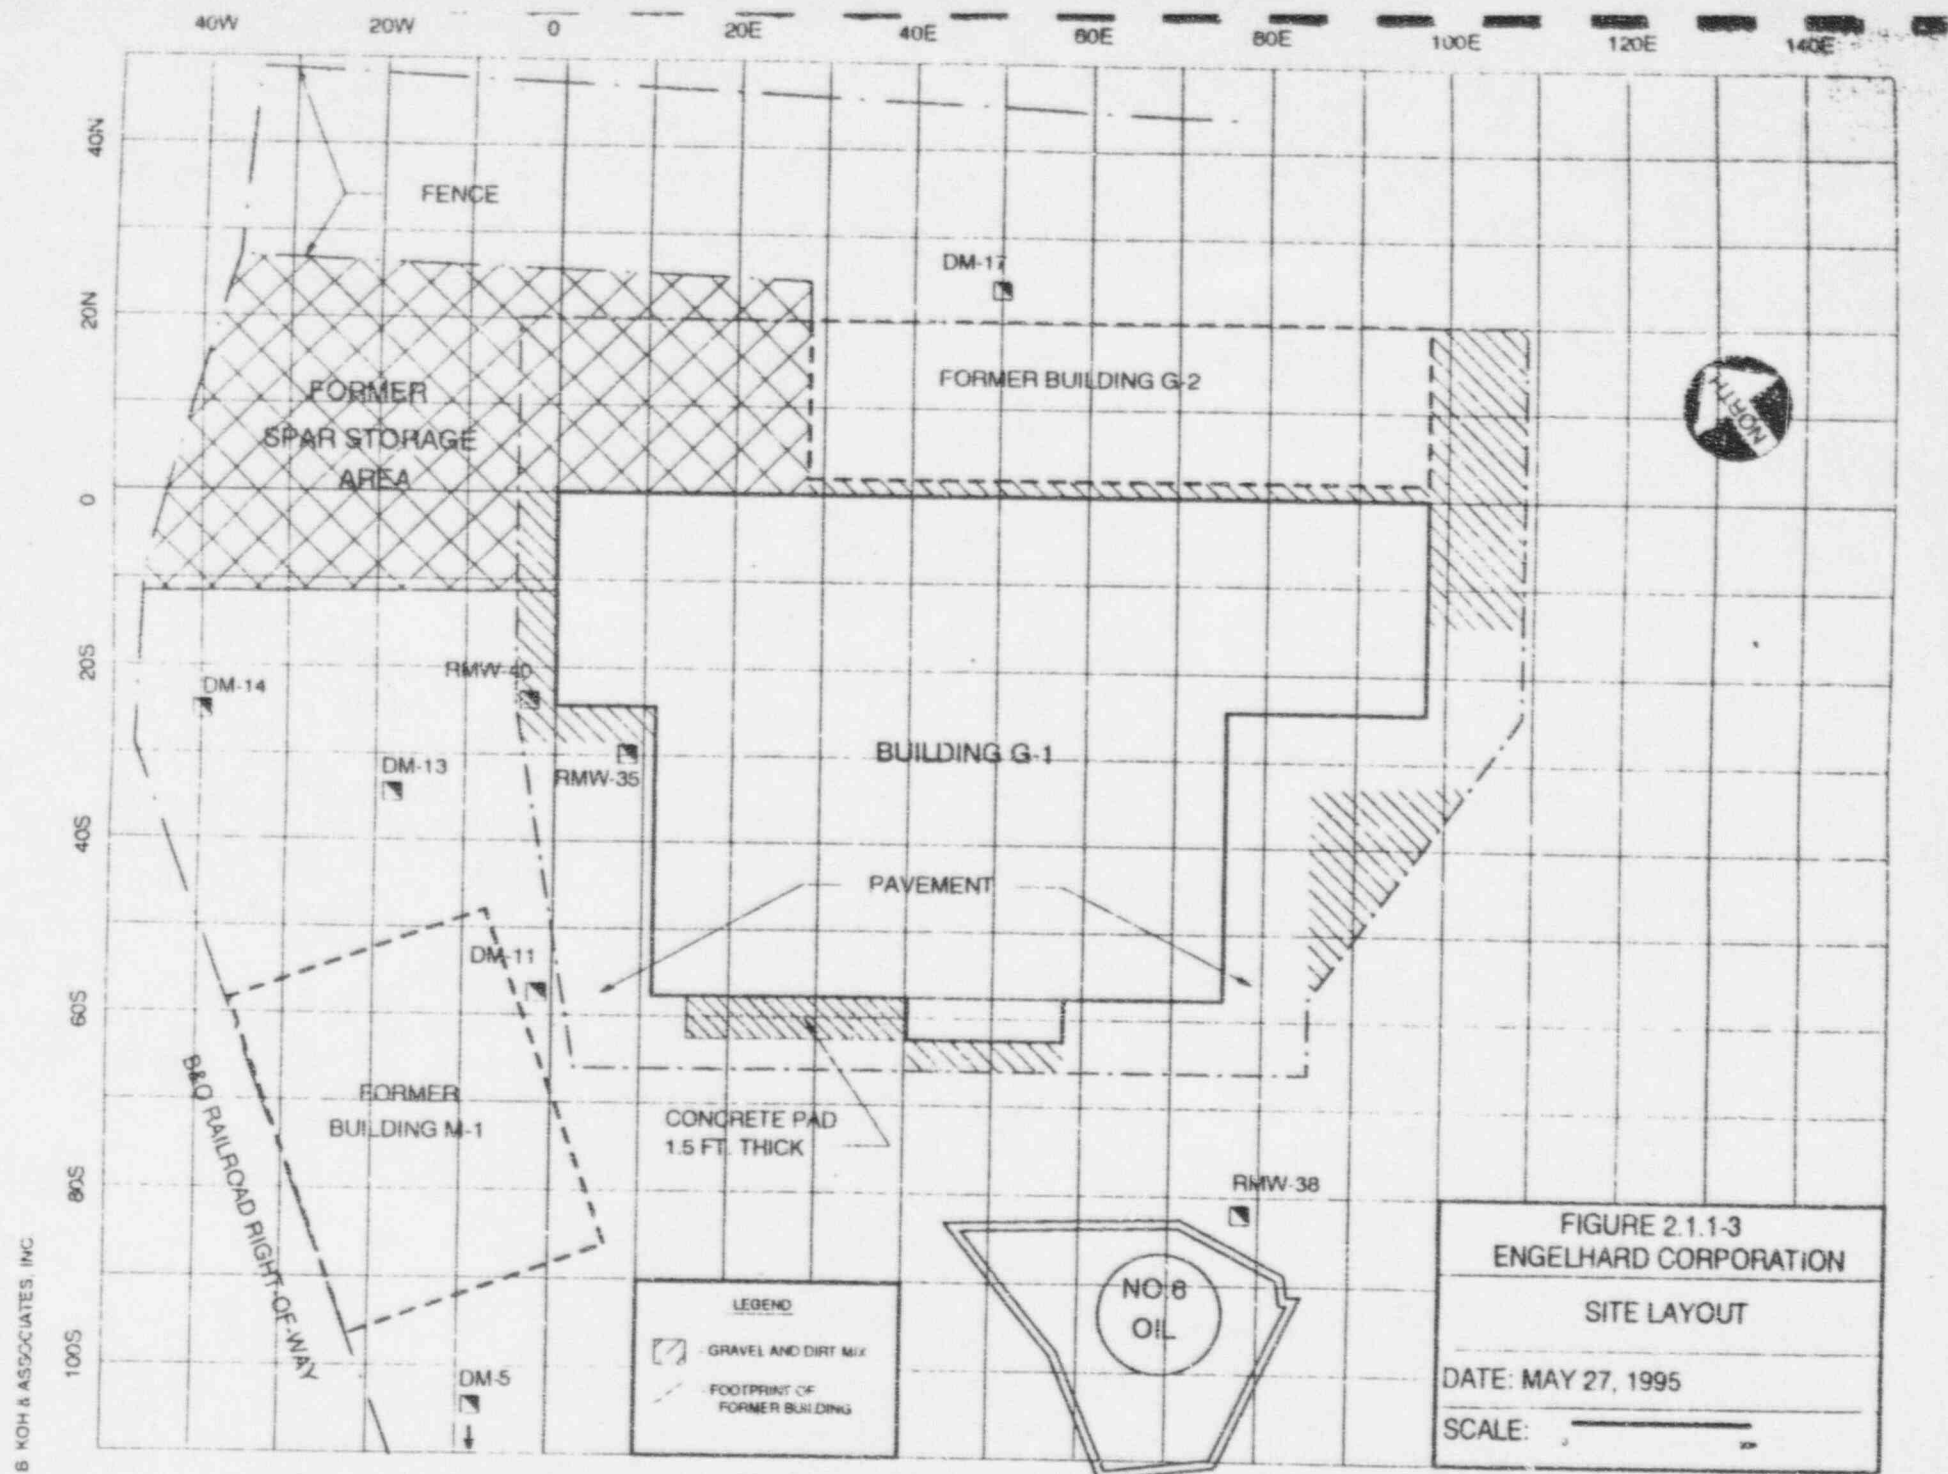 40W 20W 0 20E 40E 60E 80E 100E 120E 140E
40N
FENCE
DM-17
20N
FORMER BUILDING G-2
FORMER
SPAR STORAGE
AREA
NORTH
0
20S
RMW-40
DM-14
BUILDING G-1
DM-13
RMW-35
40S
PAVEMENT
DM-11
60S
B&O RAILROAD RIGHT-OF-WAY
FORMER
BUILDING M-1
CONCRETE PAD
1.5 FT. THICK
80S
RMW-38
NO.6
OIL
100S
DM-5
LEGEND
- GRAVEL AND DIRT MIX
- FOOTPRINT OF
FORMER BUILDING
FIGURE 2.1.1-3
ENGELHARD CORPORATION
SITE LAYOUT
DATE: MAY 27, 1995
SCALE:
B KOH & ASSOCIATES, INC